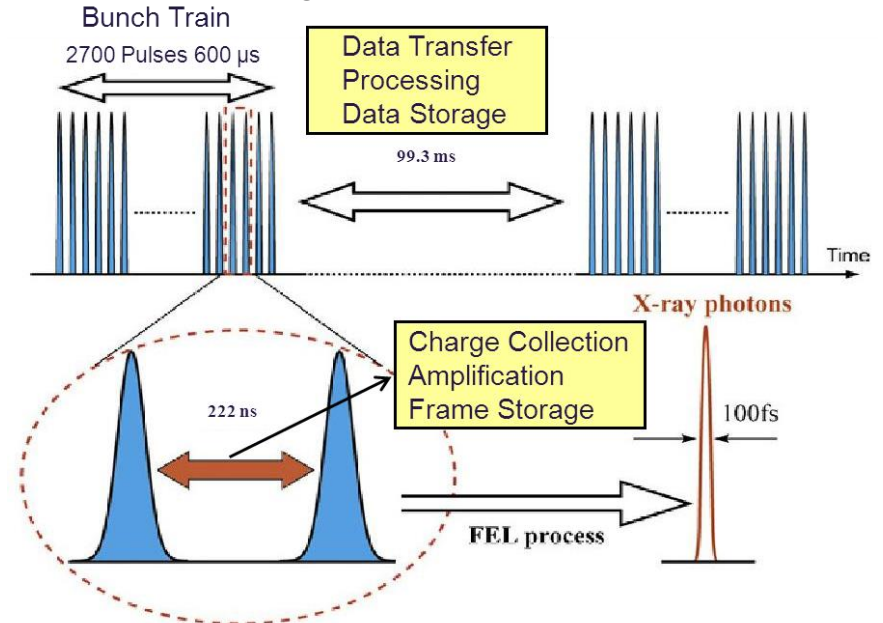 Bunch Train
2700 Pulses 600 µs
Data Transfer
Processing
Data Storage
99.3 ms
Time
X-ray photons
Charge Collection
Amplification
Frame Storage
222 ns
100fs
FEL process